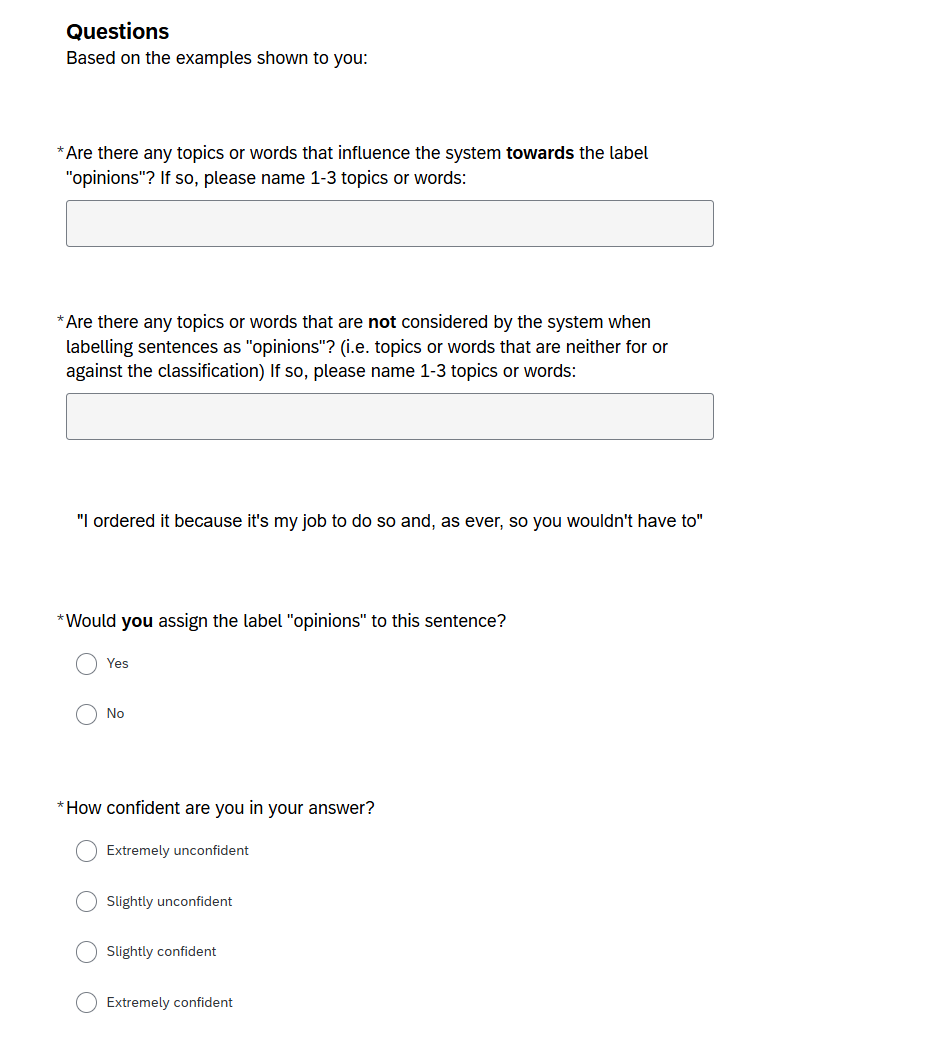 Questions
Based on the examples shown to you:
*Are there any topics or words that influence the system towards the label
"opinions"? If so, please name 1-3 topics or words:
*Are there any topics or words that are not considered by the system when
labelling sentences as "opinions"? (i.e. topics or words that are neither for or
against the classification) If so, please name 1-3 topics or words:
"I ordered it because it's my job to do so and, as ever, so you wouldn't have to"
*Would you assign the label "opinions" to this sentence?
Yes
No
*How confident are you in your answer?
Extremely unconfident
Slightly unconfident
Slightly confident
Extremely confident